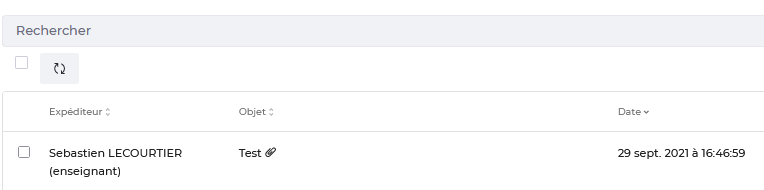 Rechercher
Expéditeur Objet Date
Sebastien LECOURTIER Test 29 sept. 2021 à 16:46:59
(enseignant)